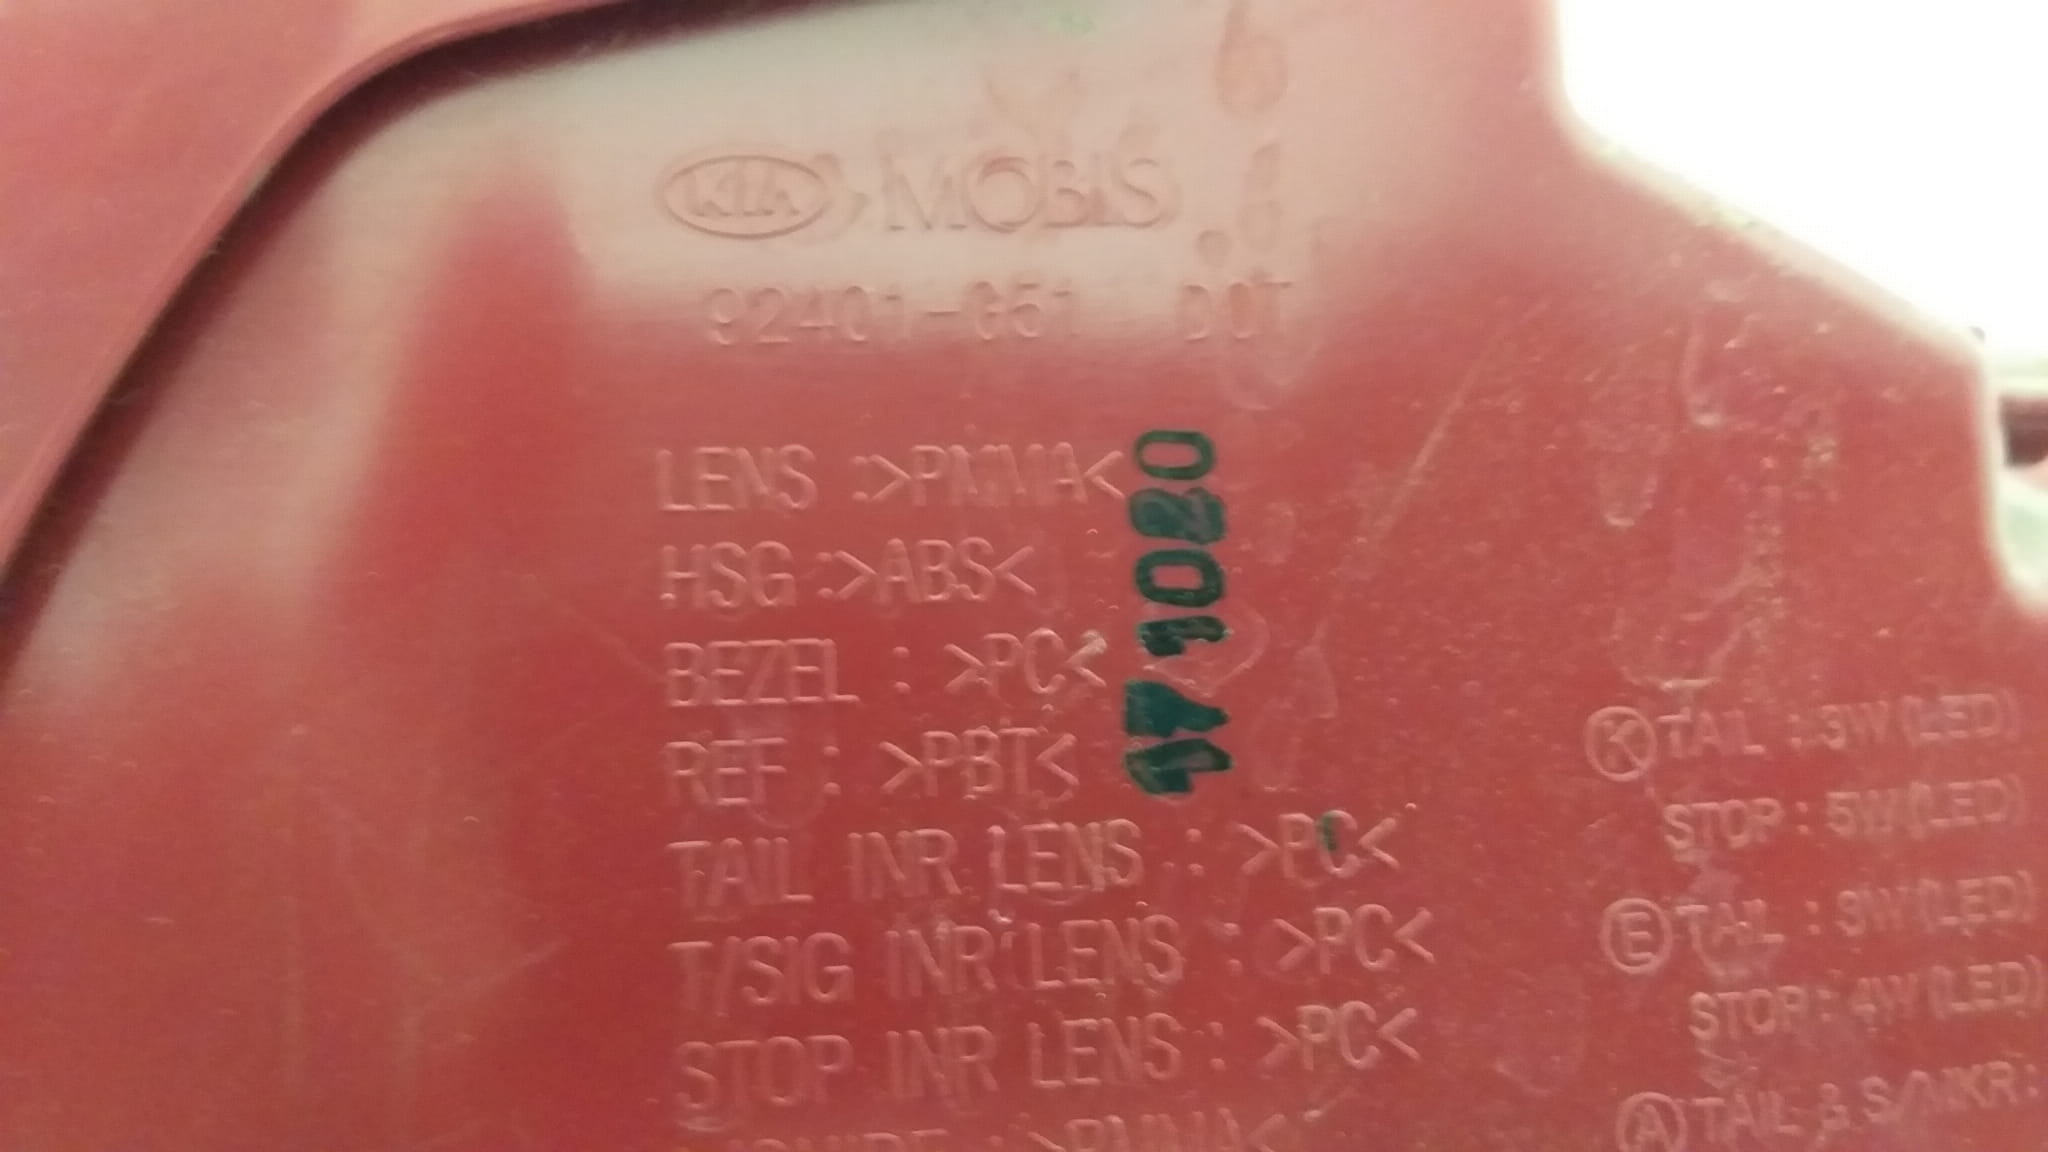 KIA MOBIS
92401-G51 DOT
LENS :>PMMA<
HSG :>ABS<
BEZEL : >PC<
REF : >PBT<
TAIL INR LENS : >PC<
T/SIG INR LENS : >PC<
STOP INR LENS : >PC<
>PMMA<
K TAIL : 3W(LED)
STOP : 5W(LED)
E TAIL : 3W(LED)
STOP : 4W(LED)
A TAIL & S/MKR :